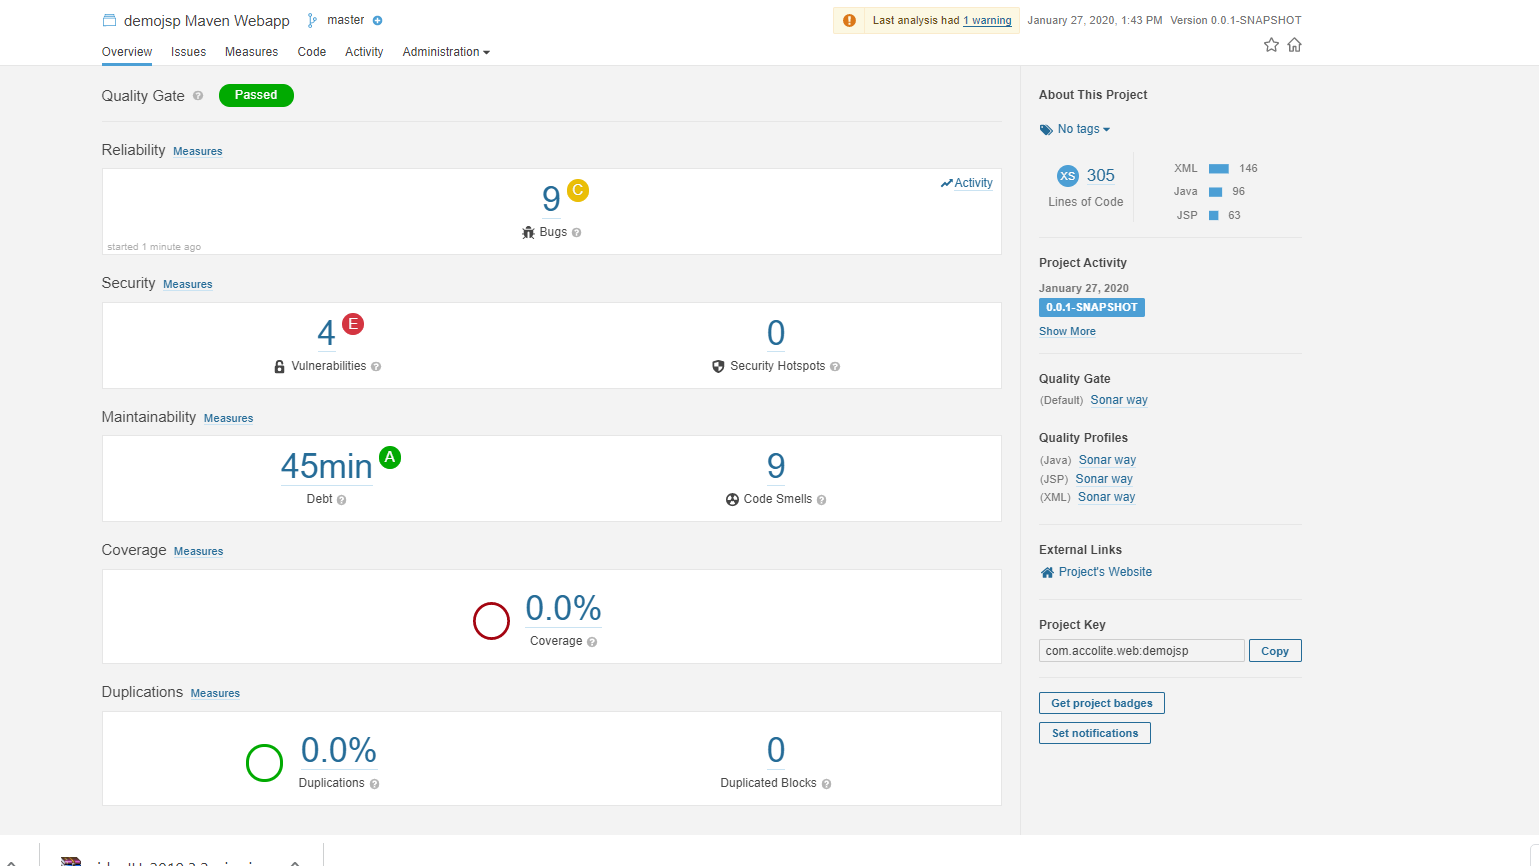 demojsp Maven Webapp master
Last analysis had 1 warning January 27, 2020, 1:43 PM Version 0.0.1-SNAPSHOT
Overview Issues Measures Code Activity Administration
Quality Gate ? Passed
Reliability Measures
Activity
9 C
Bugs ?
started 1 minute ago
Security Measures
4 E
Vulnerabilities ?
0
Security Hotspots ?
Maintainability Measures
45min A
Debt ?
9
Code Smells ?
Coverage Measures
0.0%
Coverage ?
Duplications Measures
0.0%
Duplications ?
0
Duplicated Blocks ?
About This Project
No tags
XS 305
Lines of Code
XML 146
Java 96
JSP 63
Project Activity
January 27, 2020
0.0.1-SNAPSHOT
Show More
Quality Gate
(Default) Sonar way
Quality Profiles
(Java) Sonar way
(JSP) Sonar way
(XML) Sonar way
External Links
Project's Website
Project Key
com.accolite.web:demojsp Copy
Get project badges
Set notifications